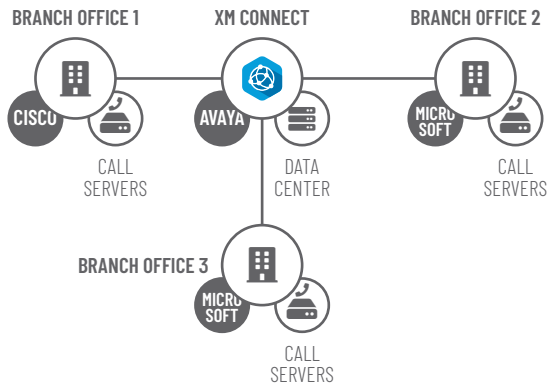 BRANCH OFFICE 1
XM CONNECT
BRANCH OFFICE 2
CISCO
AVAYA
MICRO
SOFT
CALL
SERVERS
DATA
CENTER
CALL
SERVERS
BRANCH OFFICE 3
MICRO
SOFT
CALL
SERVERS